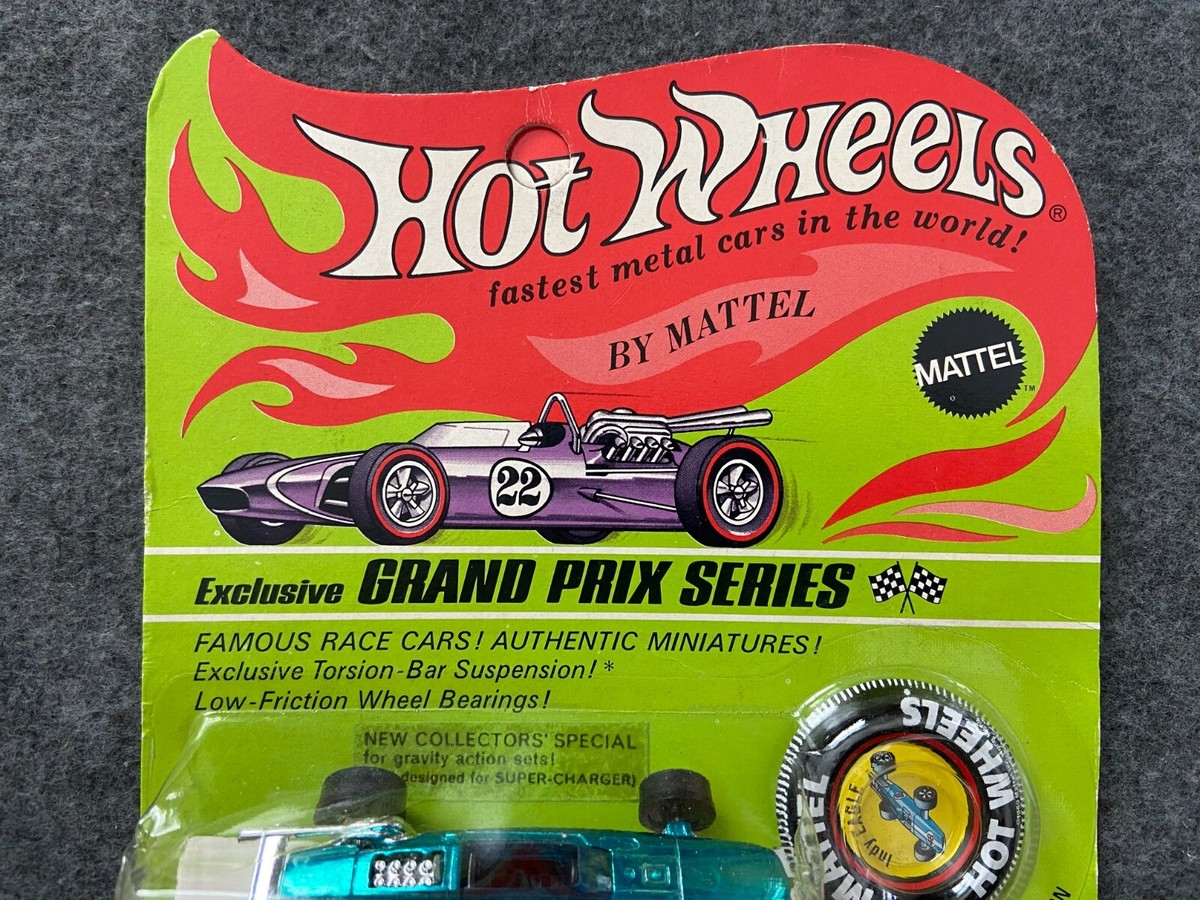 HOT WHEELS®
fastest metal cars in the world!
BY MATTEL
MATTEL
TM
22
Exclusive GRAND PRIX SERIES
FAMOUS RACE CARS! AUTHENTIC MINIATURES!
Exclusive Torsion-Bar Suspension!*
Low-Friction Wheel Bearings!
NEW COLLECTORS' SPECIAL
for gravity action sets!
designed for SUPER-CHARGER)
MATTEL
HOT WHEELS
Indy EAGLE